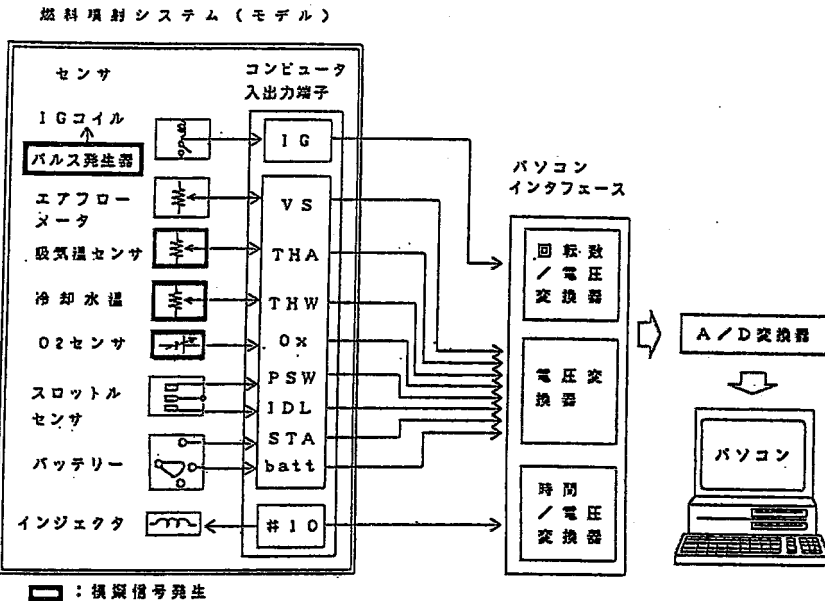 燃料噴射システム(モデル)
センサ
コンピュータ
入出力端子
IGコイル
パルス発生器
エアフロー
メータ
吸気温センサ
冷却水温
O2センサ
スロットル
センサ
バッテリー
インジェクタ
IG
VS
THA
THW
Ox
PSW
IDL
STA
batt
#10
パソコン
インタフェース
回転数
/電圧
変換器
電圧変
換器
時間
/電圧
変換器
A/D変換器
パソコン
:模擬信号発生